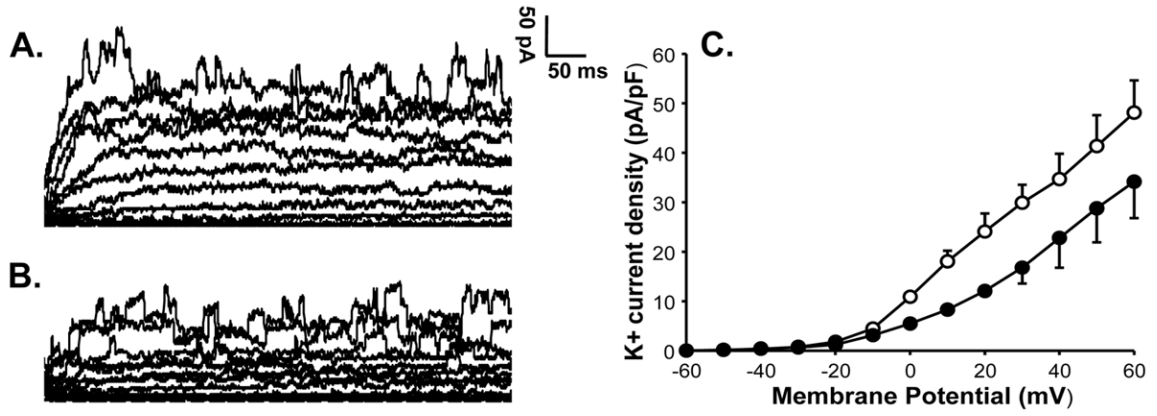 A.
50 pA
50 ms
B.
C.
K+ current density (pA/pF)
60
50
40
30
20
10
0
-60 -40 -20 0 20 40 60
Membrane Potential (mV)